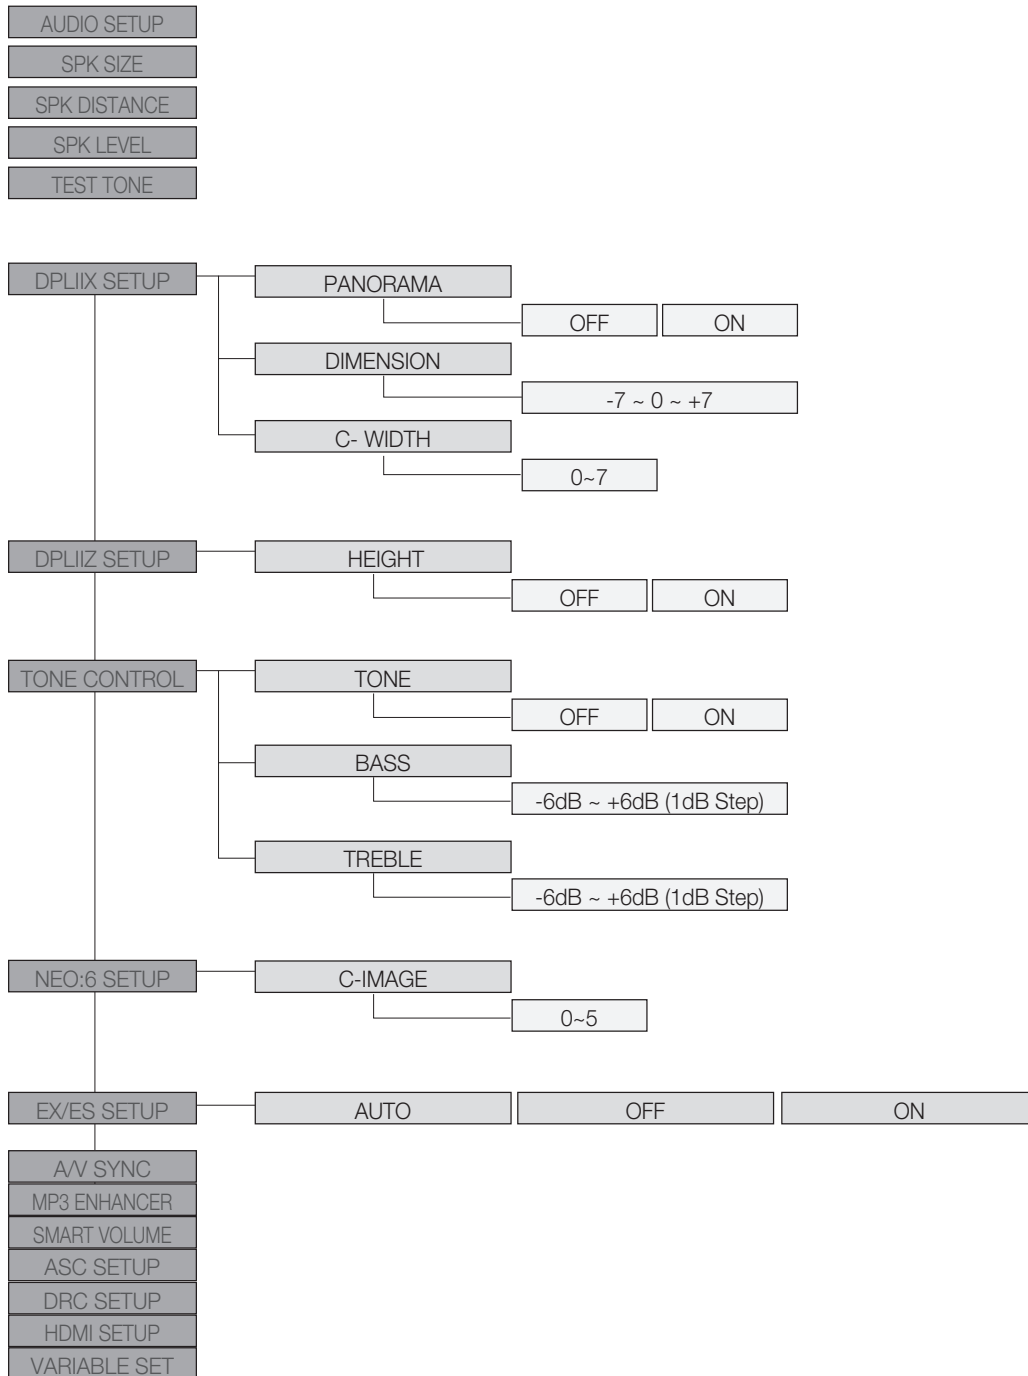 AUDIO SETUP
SPK SIZE
SPK DISTANCE
SPK LEVEL
TEST TONE
DPLIIX SETUP
PANORAMA
OFF
ON
DIMENSION
-7 ~ 0 ~ +7
C- WIDTH
0~7
DPLIIZ SETUP
HEIGHT
OFF
ON
TONE CONTROL
TONE
OFF
ON
BASS
-6dB ~ +6dB (1dB Step)
TREBLE
-6dB ~ +6dB (1dB Step)
NEO:6 SETUP
C-IMAGE
0~5
EX/ES SETUP
AUTO
OFF
ON
A/V SYNC
MP3 ENHANCER
SMART VOLUME
ASC SETUP
DRC SETUP
HDMI SETUP
VARIABLE SET